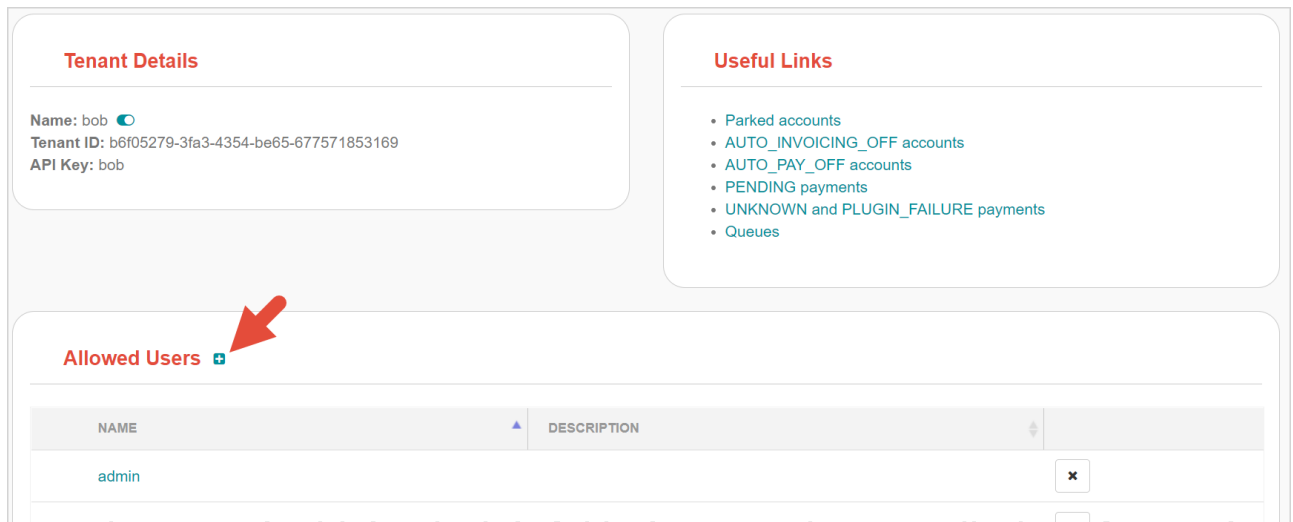 Tenant Details
Name: bob
Tenant ID: b6f05279-3fa3-4354-be65-677571853169
API Key: bob
Useful Links
Parked accounts
AUTO_INVOICING_OFF accounts
AUTO_PAY_OFF accounts
PENDING payments
UNKNOWN and PLUGIN_FAILURE payments
Queues
Allowed Users
NAME DESCRIPTION
admin